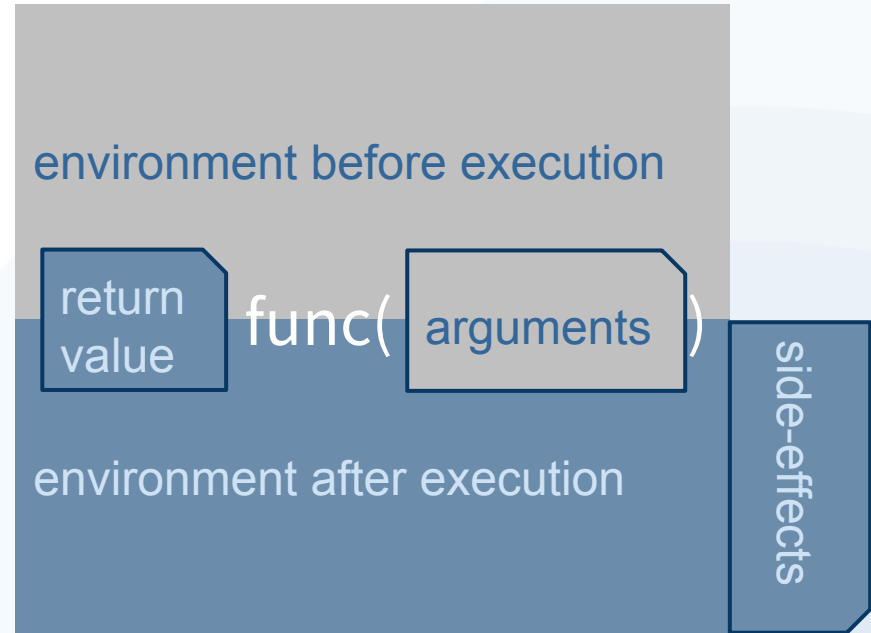 environment before execution
return
value
func(
arguments
)
environment after execution
side-effects